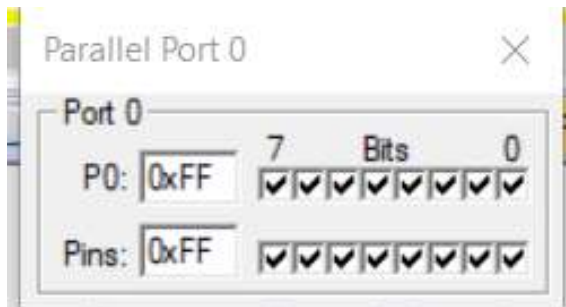 Parallel Port 0
Port 0
7 Bits 0
P0: 0xFF
Pins: 0xFF